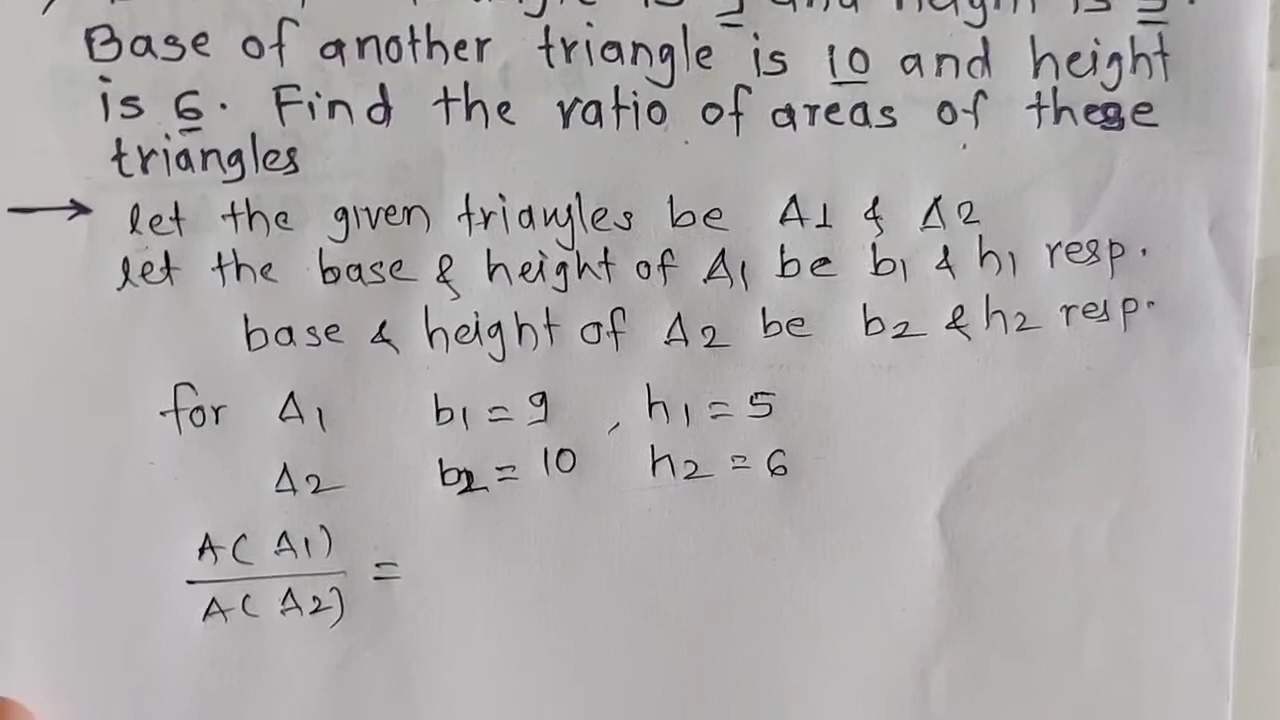 is
Base of another triangle is 10 and height
is 6. Find the ratio of areas of these
triangles
→ let the given triangles be Δ1 & Δ2
let the base & height of Δ1 be b1 & h1 resp.
base & height of Δ2 be b2 & h2 resp.
for Δ1 b1 = 9 , h1 = 5
Δ2 b2 = 10 h2 = 6
A( Δ1)
A( Δ2) =